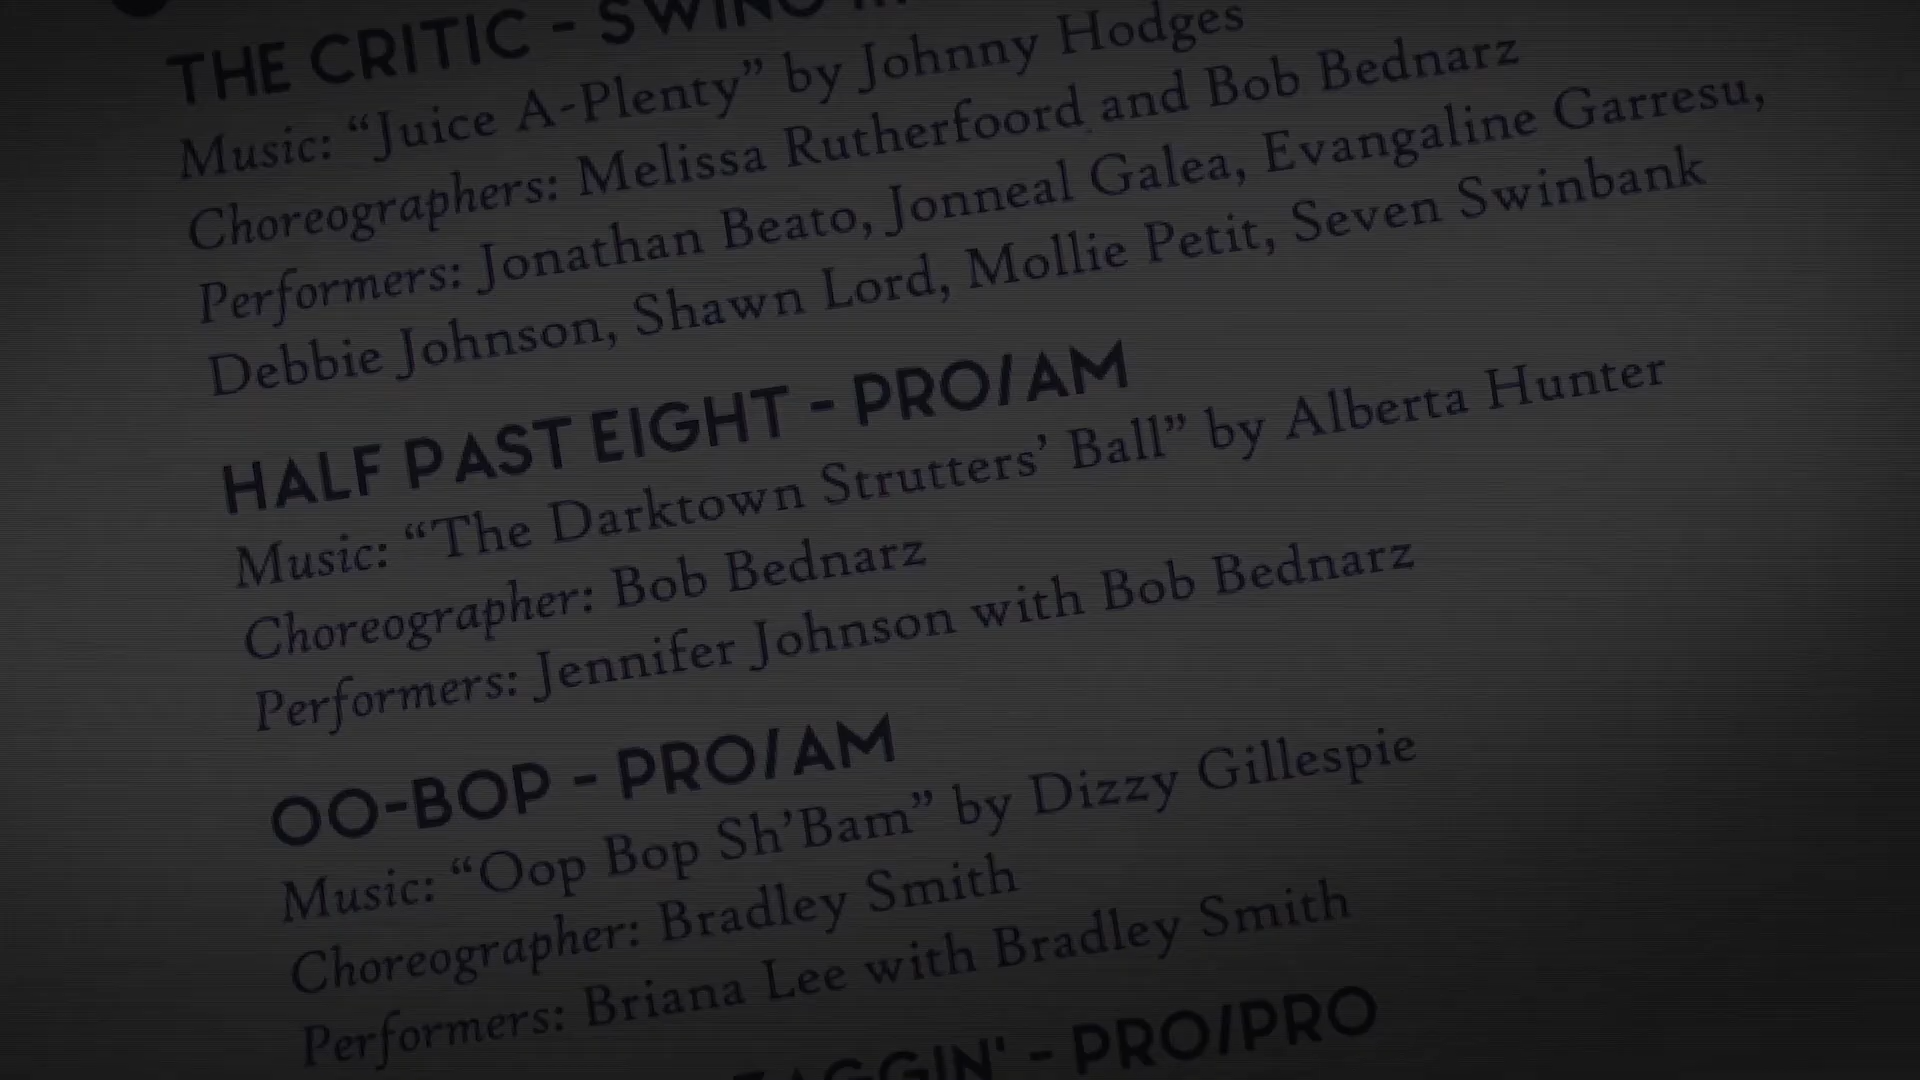 THE CRITIC - SWING
Music: “Juice A-Plenty” by Johnny Hodges
Choreographers: Melissa Rutherfoord and Bob Bednarz
Performers: Jonathan Beato, Jonneal Galea, Evangaline Garresu,
Debbie Johnson, Shawn Lord, Mollie Petit, Seven Swinbank
HALF PAST EIGHT - PRO/AM
Music: “The Darktown Strutters’ Ball” by Alberta Hunter
Choreographer: Bob Bednarz
Performers: Jennifer Johnson with Bob Bednarz
OO-BOP - PRO/AM
Music: “Oop Bop Sh’Bam” by Dizzy Gillespie
Choreographer: Bradley Smith
Performers: Briana Lee with Bradley Smith
- PRO/PRO